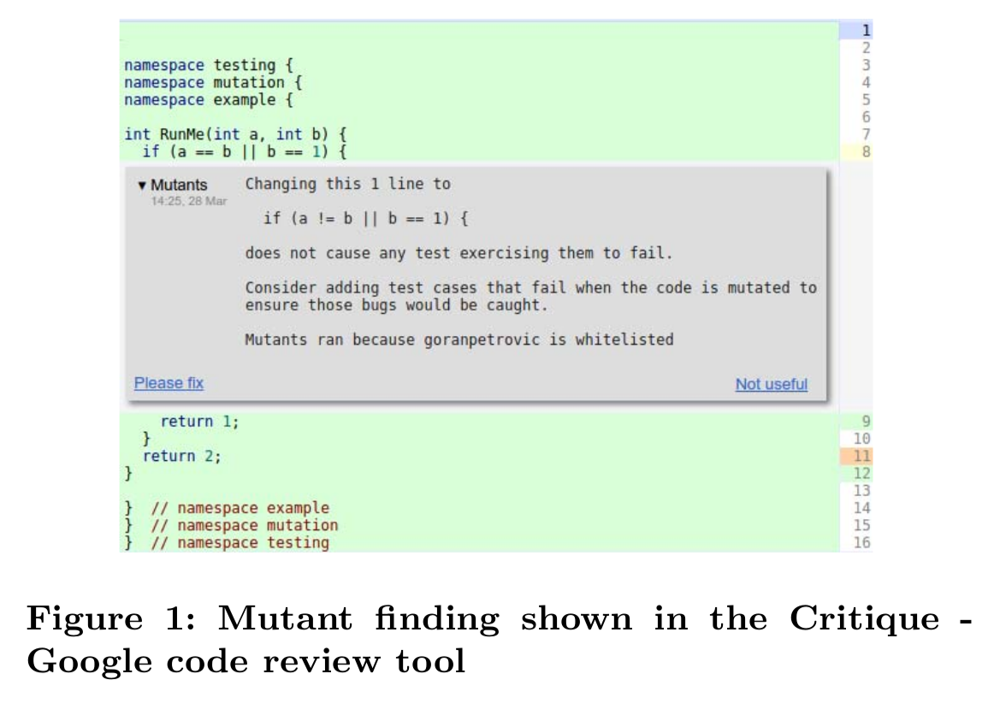 1
2
namespace testing { 3
namespace mutation { 4
namespace example { 5
6
int RunMe(int a, int b) { 7
if (a == b || b == 1) { 8
▾ Mutants Changing this 1 line to
14:25, 28 Mar
if (a != b || b == 1) {
does not cause any test exercising them to fail.
Consider adding test cases that fail when the code is mutated to
ensure those bugs would be caught.
Mutants ran because goranpetrovic is whitelisted
Please fix Not useful
return 1; 9
} 10
return 2; 11
} 12
13
} // namespace example 14
} // namespace mutation 15
} // namespace testing 16
Figure 1: Mutant finding shown in the Critique -
Google code review tool